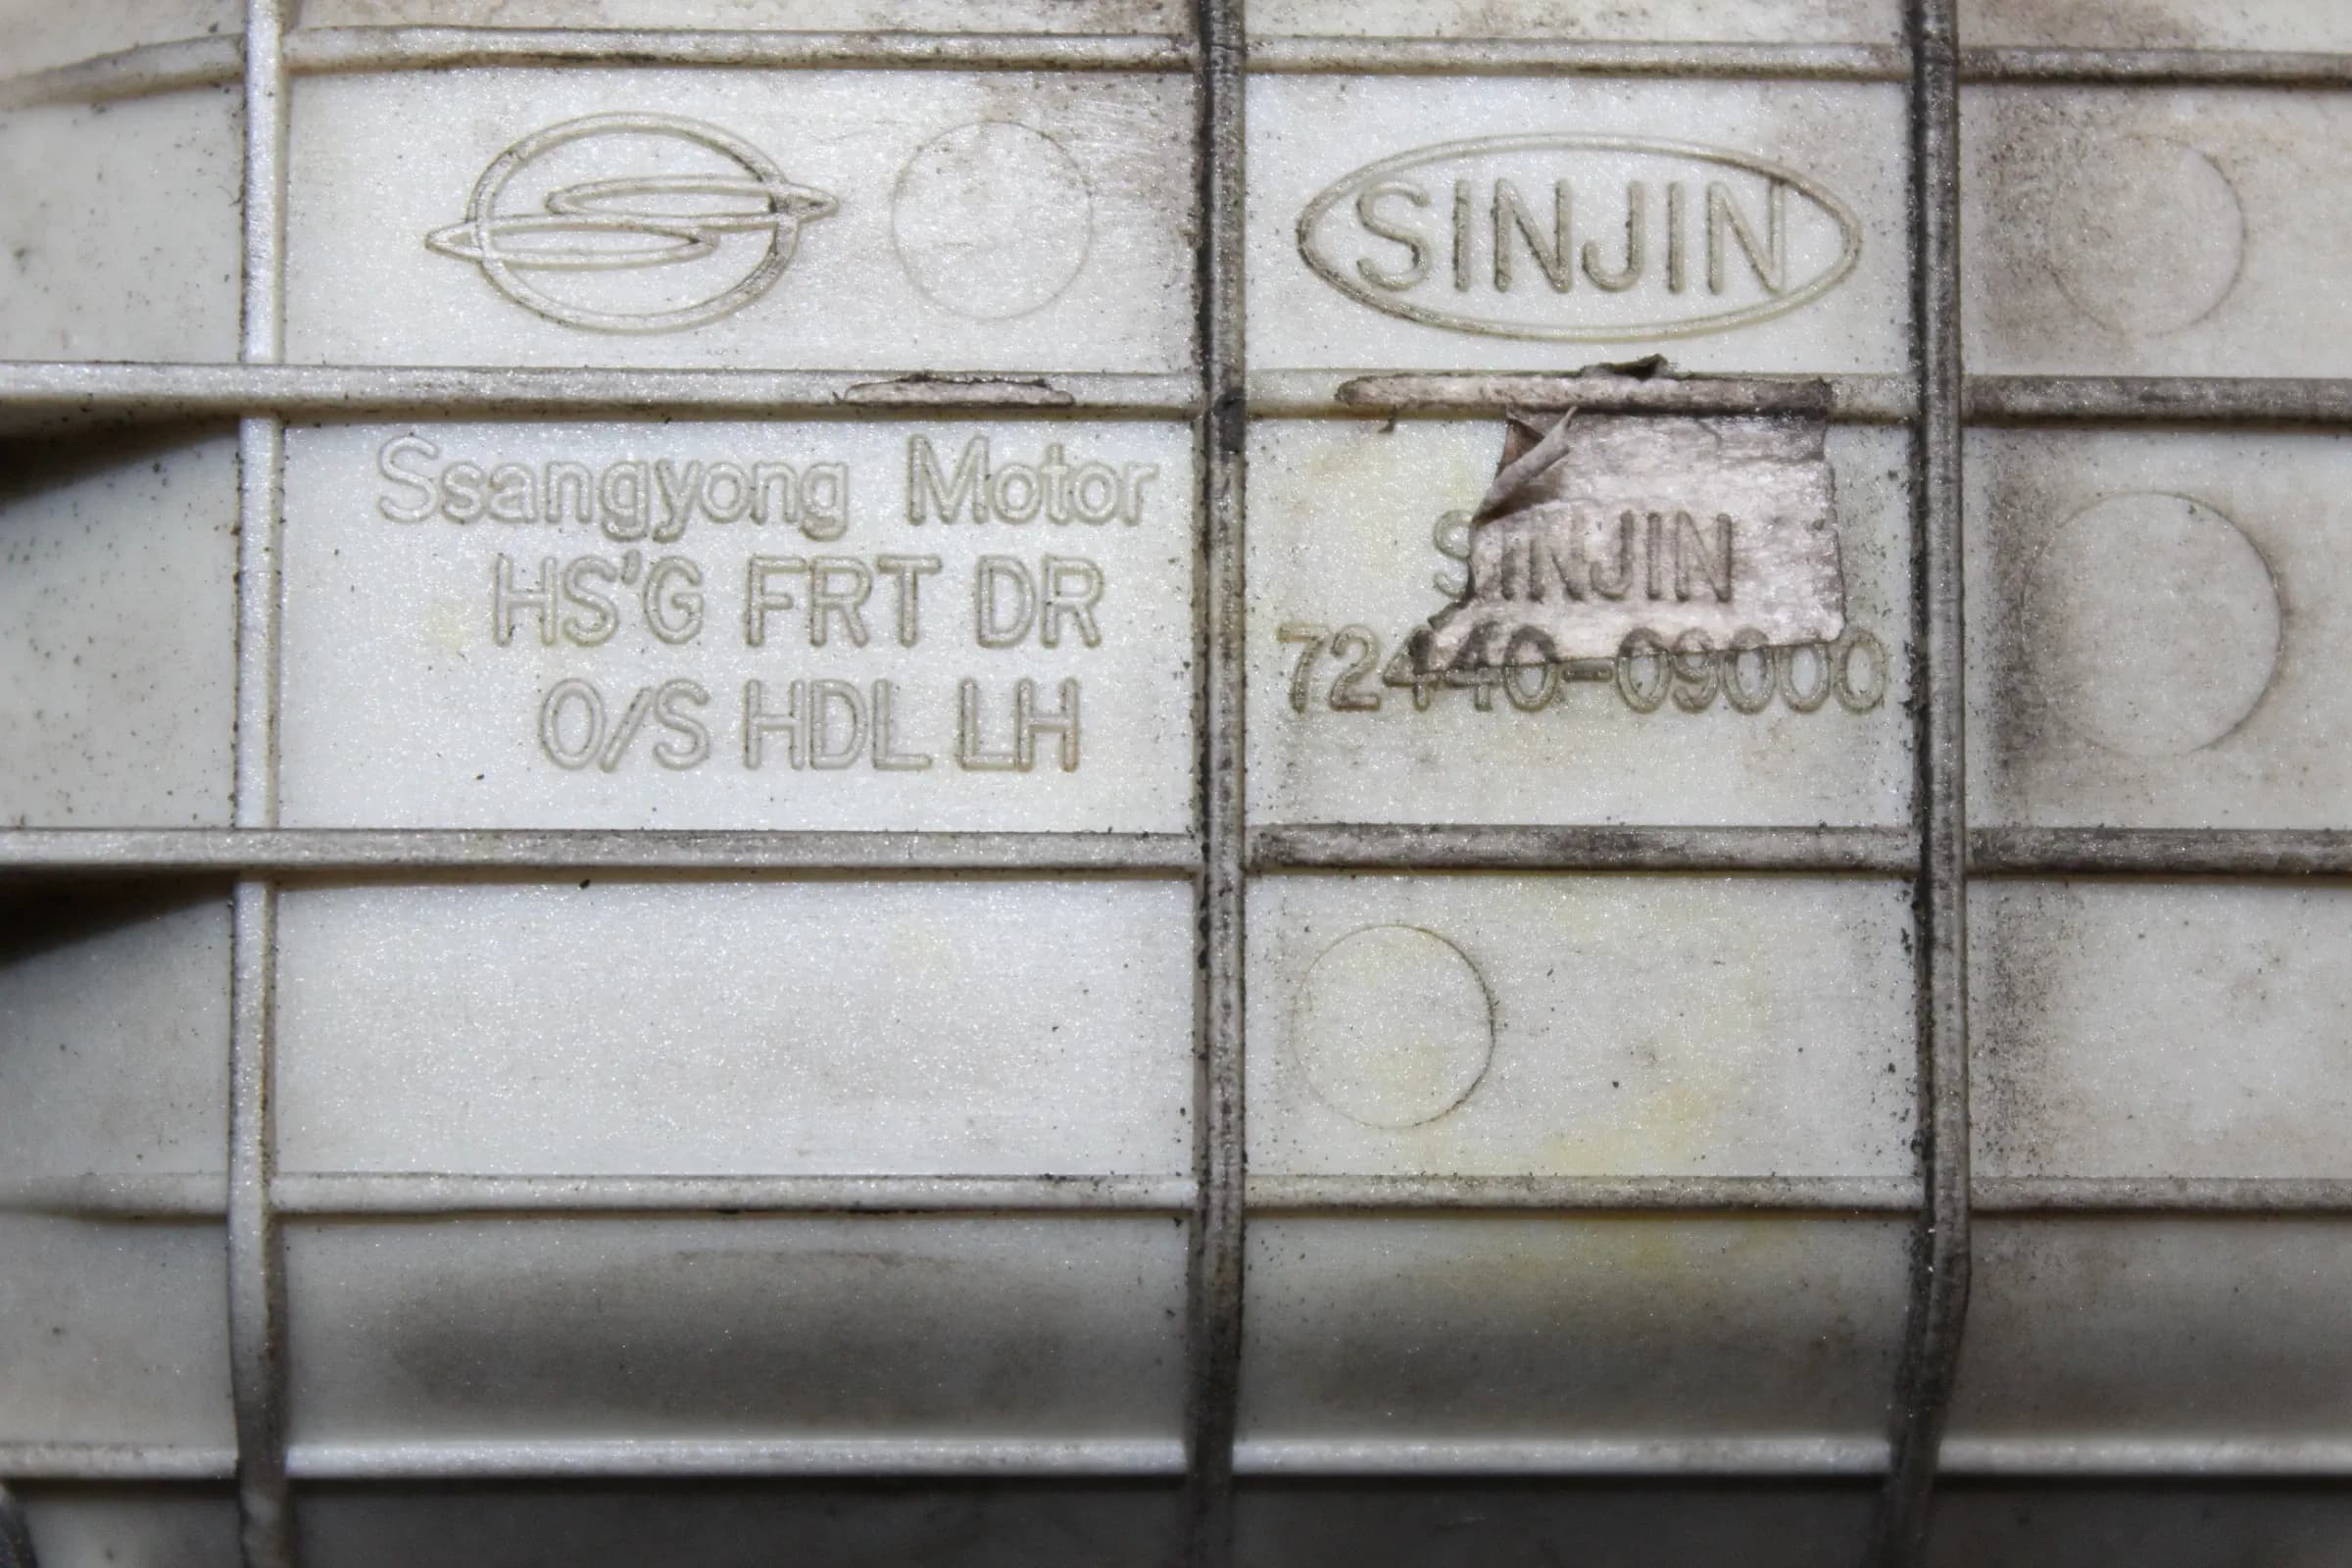 SINJIN
Ssangyong Motor
HS'G FRT DR
O/S HDL LH
SINJIN
72440-09000